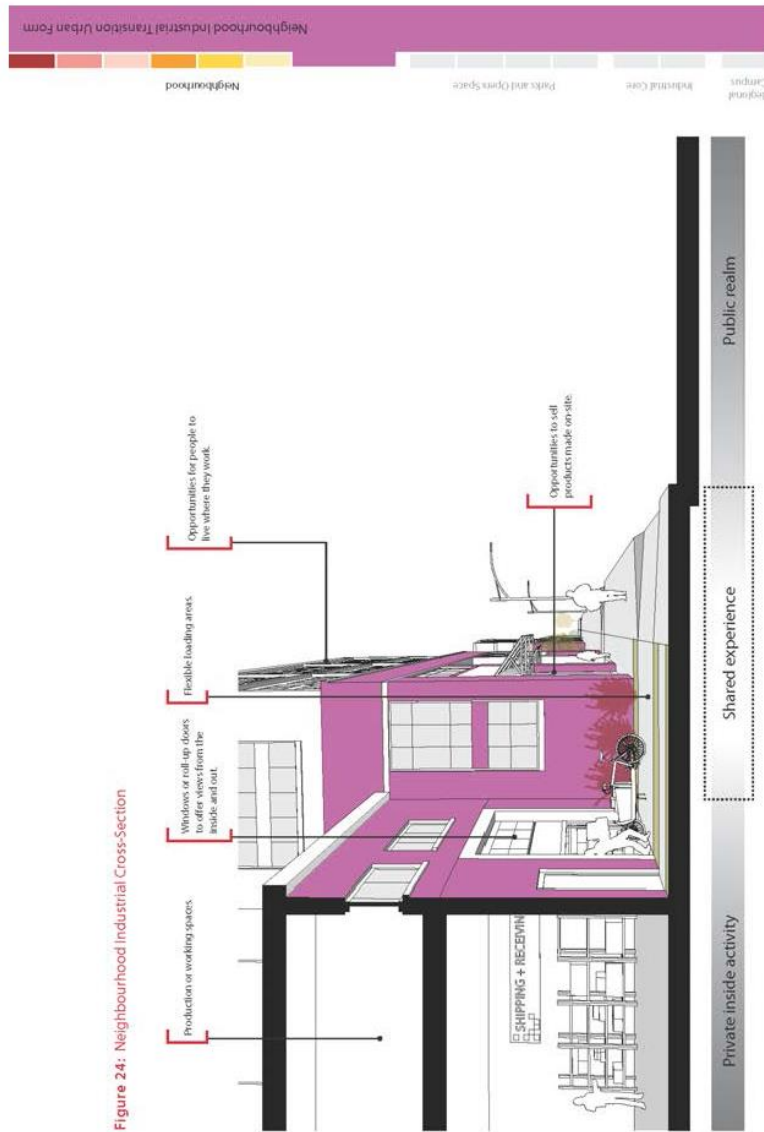 Neighbourhood Industrial Transitional Urban Form
Neighbourhood
Parks and Open Space
Industrial Core
Regional
Campus
Figure 24: Neighbourhood Industrial Cross-Section
Production or working spaces.
Windows or roll-up doors
to offer views from the
inside and out.
Flexible loading areas.
Opportunities for people to
live where they work.
Opportunities to sell
products made on-site.
SHIPPING + RECEIVIN
Private inside activity
Shared experience
Public realm